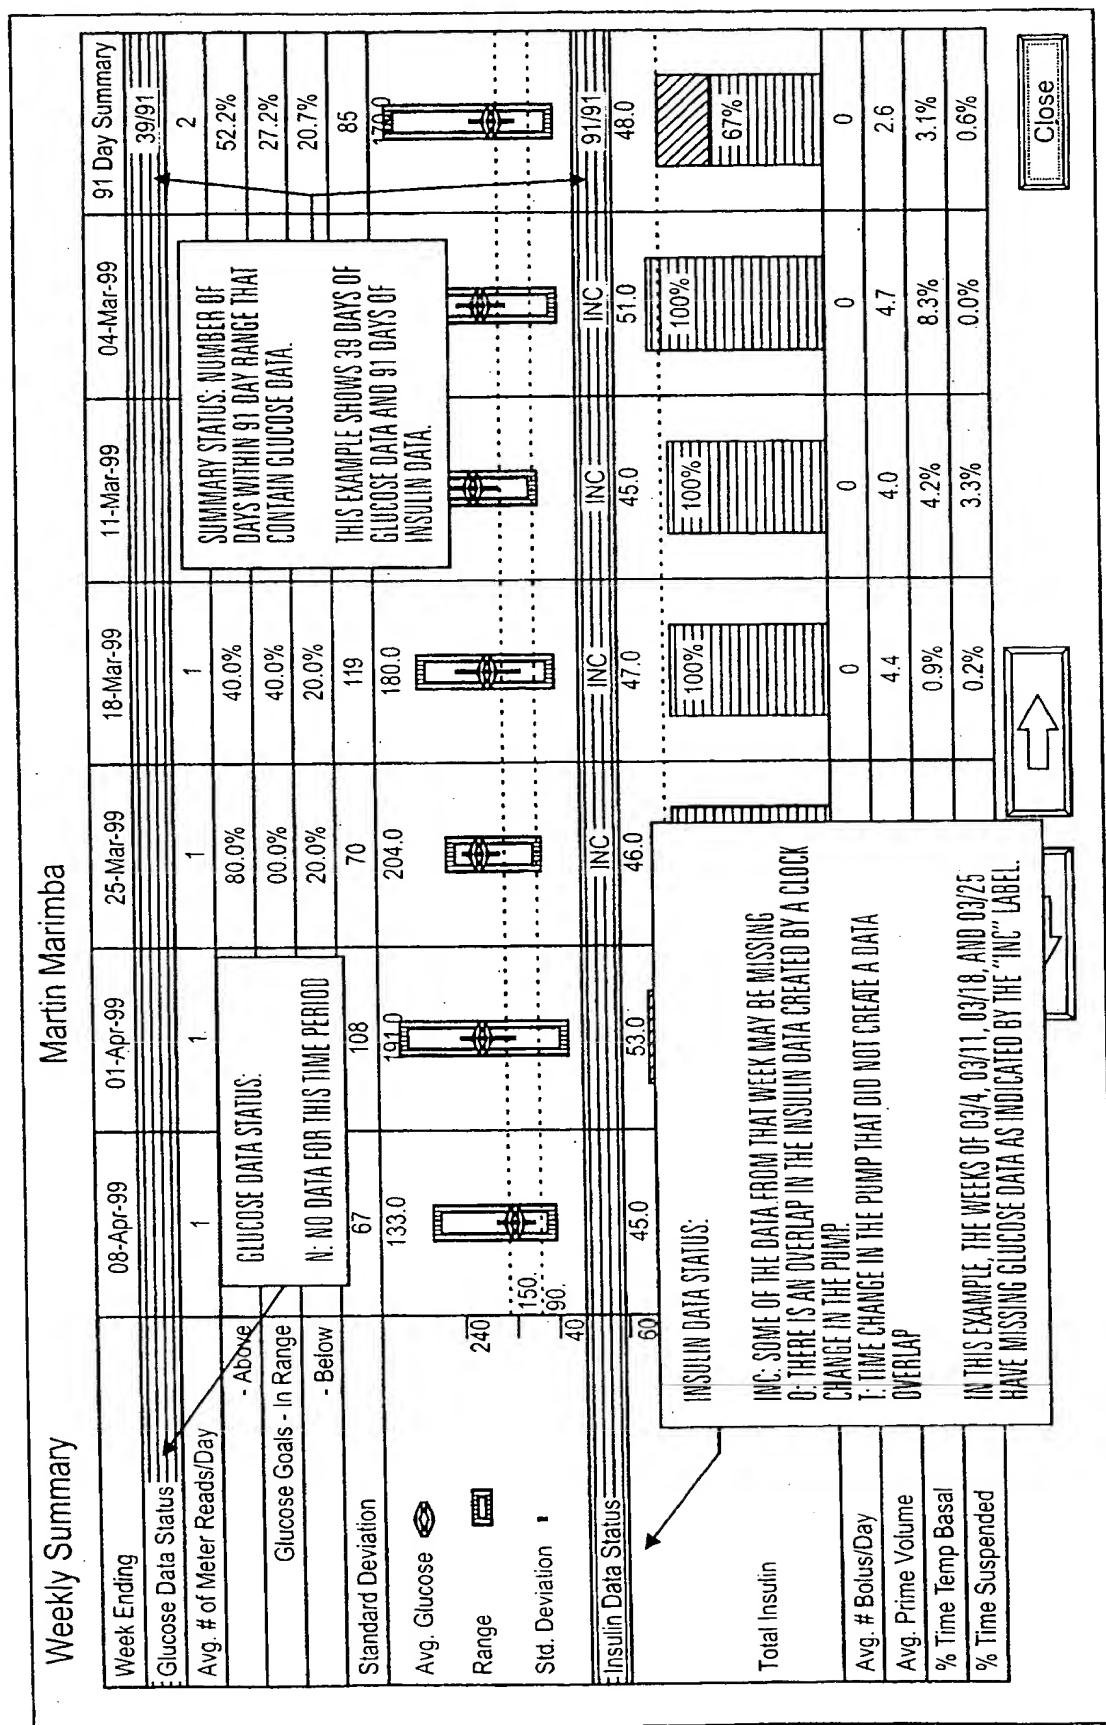 Weekly Summary Martin Marimba
Week Ending 08-Apr-99 01-Apr-99 25-Mar-99 18-Mar-99 11-Mar-99 04-Mar-99 91 Day Summary
Glucose Data Status 39/91
Avg. # of Meter Reads/Day 1 1. 1 1 2
- Above 80.0% 40.0% 52.2%
Glucose Goals - In Range 00.0% 40.0% 27.2%
- Below 20.0% 20.0% 20.7%
Standard Deviation 67 108 70 119 85
133.0 191.0 204.0 180.0 170.0
Avg. Glucose
Range
Std. Deviation
240
150.
90.
40
GLUCOSE DATA STATUS:
N: NO DATA FOR THIS TIME PERIOD
SUMMARY STATUS: NUMBER OF
DAYS WITHIN 91 DAY RANGE THAT
CONTAIN GLUCOSE DATA.
THIS EXAMPLE SHOWS 39 DAYS OF
GLUCOSE DATA AND 91 DAYS OF
INSULIN DATA.
Insulin Data Status INC INC INC INC 91/91
45.0 53.0 46.0 47.0 45.0 51.0 48.0
60
Total Insulin 100% 100% 100% 67%
INSULIN DATA STATUS:
INC: SOME OF THE DATA FROM THAT WEEK MAY BE MISSING
O: THERE IS AN OVERLAP IN THE INSULIN DATA CREATED BY A CLOCK
CHANGE IN THE PUMP.
T: TIME CHANGE IN THE PUMP THAT DID NOT CREATE A DATA
OVERLAP
IN THIS EXAMPLE, THE WEEKS OF 03/4, 03/11, 03/18, AND 03/25
HAVE MISSING GLUCOSE DATA AS INDICATED BY THE "INC" LABEL.
Avg. # Bolus/Day 0 0 0 0
Avg. Prime Volume 4.4 4.0 4.7 2.6
% Time Temp Basal 0.9% 4.2% 8.3% 3.1%
% Time Suspended 0.2% 3.3% 0.0% 0.6%
Close